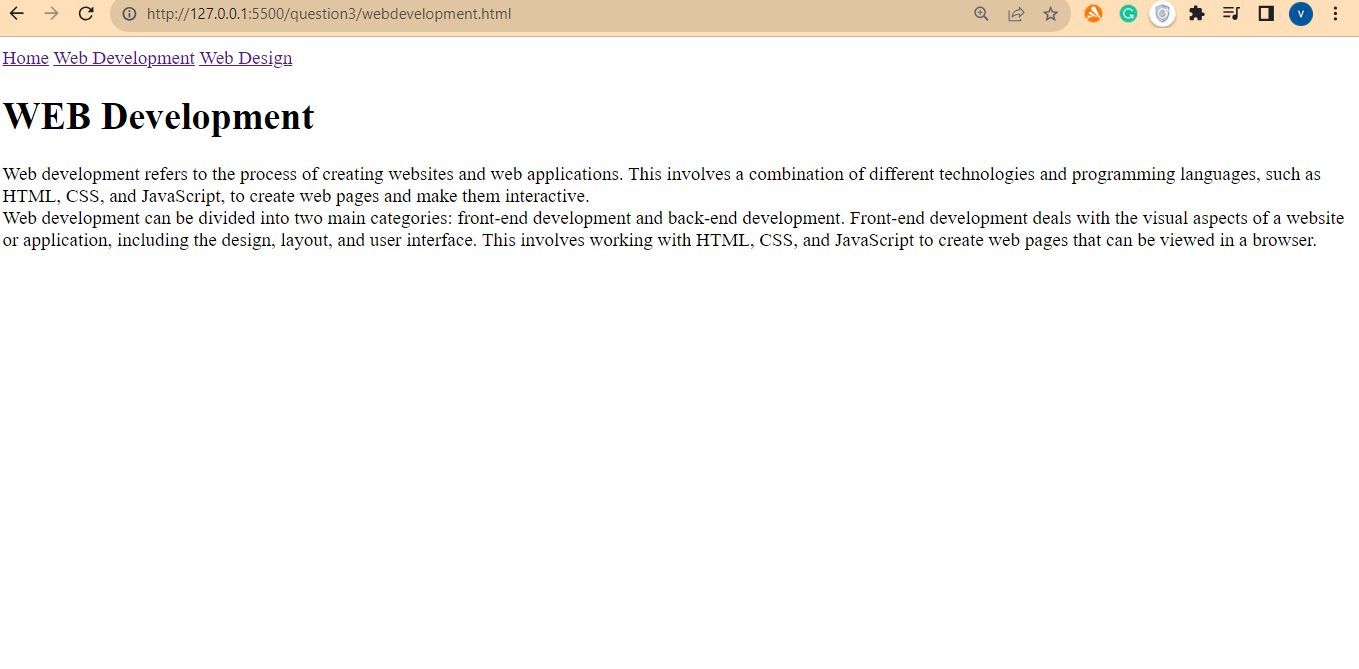 http://127.0.0.1:5500/question3/webdevelopment.html
V
Home Web Development Web Design
WEB Development
Web development refers to the process of creating websites and web applications. This involves a combination of different technologies and programming languages, such as
HTML, CSS, and JavaScript, to create web pages and make them interactive.
Web development can be divided into two main categories: front-end development and back-end development. Front-end development deals with the visual aspects of a website
or application, including the design, layout, and user interface. This involves working with HTML, CSS, and JavaScript to create web pages that can be viewed in a browser.